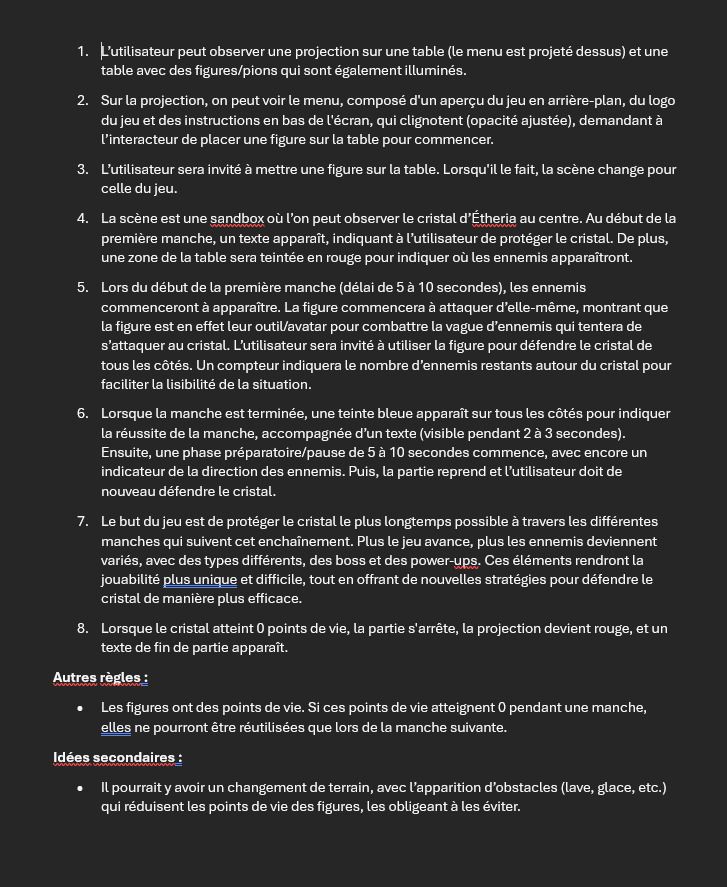 1. L’utilisateur peut observer une projection sur une table (le menu est projeté dessus) et une
table avec des figures/pions qui sont également illuminés.
2. Sur la projection, on peut voir le menu, composé d'un aperçu du jeu en arrière-plan, du logo
du jeu et des instructions en bas de l'écran, qui clignotent (opacité ajustée), demandant à
l’interacteur de placer une figure sur la table pour commencer.
3. L’utilisateur sera invité à mettre une figure sur la table. Lorsqu'il le fait, la scène change pour
celle du jeu.
4. La scène est une sandbox où l’on peut observer le cristal d’Étheria au centre. Au début de la
première manche, un texte apparaît, indiquant à l’utilisateur de protéger le cristal. De plus,
une zone de la table sera teintée en rouge pour indiquer où les ennemis apparaîtront.
5. Lors du début de la première manche (délai de 5 à 10 secondes), les ennemis
commenceront à apparaître. La figure commencera à attaquer d’elle-même, montrant que
la figure est en effet leur outil/avatar pour combattre la vague d’ennemis qui tentera de
s’attaquer au cristal. L’utilisateur sera invité à utiliser la figure pour défendre le cristal de
tous les côtés. Un compteur indiquera le nombre d’ennemis restants autour du cristal pour
faciliter la lisibilité de la situation.
6. Lorsque la manche est terminée, une teinte bleue apparaît sur tous les côtés pour indiquer
la réussite de la manche, accompagnée d’un texte (visible pendant 2 à 3 secondes).
Ensuite, une phase préparatoire/pause de 5 à 10 secondes commence, avec encore un
indicateur de la direction des ennemis. Puis, la partie reprend et l’utilisateur doit de
nouveau défendre le cristal.
7. Le but du jeu est de protéger le cristal le plus longtemps possible à travers les différentes
manches qui suivent cet enchaînement. Plus le jeu avance, plus les ennemis deviennent
variés, avec des types différents, des boss et des power-ups. Ces éléments rendront la
jouabilité plus unique et difficile, tout en offrant de nouvelles stratégies pour défendre le
cristal de manière plus efficace.
8. Lorsque le cristal atteint 0 points de vie, la partie s'arrête, la projection devient rouge, et un
texte de fin de partie apparaît.
Autres règles :
• Les figures ont des points de vie. Si ces points de vie atteignent 0 pendant une manche,
elles ne pourront être réutilisées que lors de la manche suivante.
Idées secondaires :
• Il pourrait y avoir un changement de terrain, avec l’apparition d’obstacles (lave, glace, etc.)
qui réduisent les points de vie des figures, les obligeant à les éviter.